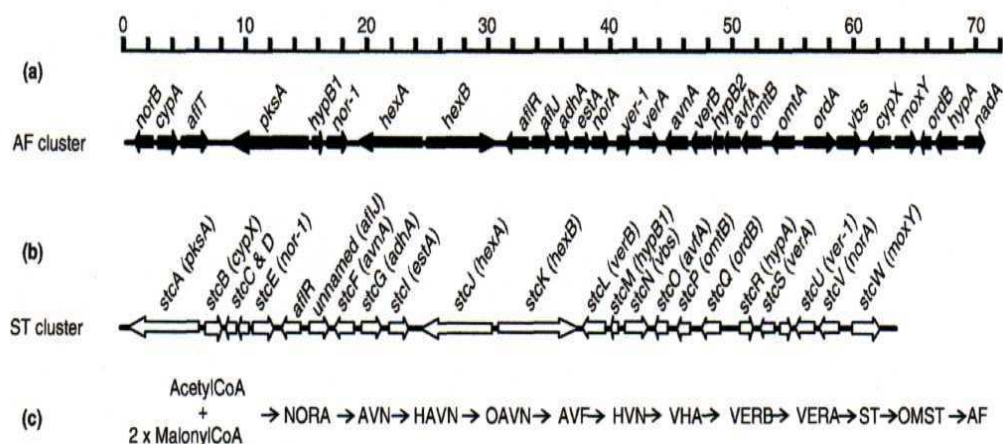 0 10 20 30 40 50 60 70
(a)
norB cypA aflT pksA hypB1 nor-1 hexA hexB aflR aflJ adhA estA norA ver-1 verA avnA verB hypB2 avfA omtB omtA ordA vbs cypX moxY ordB hypA nadA
AF cluster
(b)
stcA (pksA) stcB (cypX) stcC & D stcE (nor-1) aflR unnamed (aflJ) stcF (avnA) stcG (adhA) stcI (estA) stcJ (hexA) stcK (hexB) stcL (verB) stcM (hypB1) stcN (vbs) stcO (avfA) stcP (omtB) stcQ (ordB) stcR (hypA) stcS (verA) stcU (ver-1) stcV (norA) stcW (moxY)
ST cluster
(c)
AcetylCoA
+
2 x MalonylCoA
→ NORA → AVN → HAVN → OAVN → AVF → HVN → VHA → VERB → VERA → ST → OMST → AF